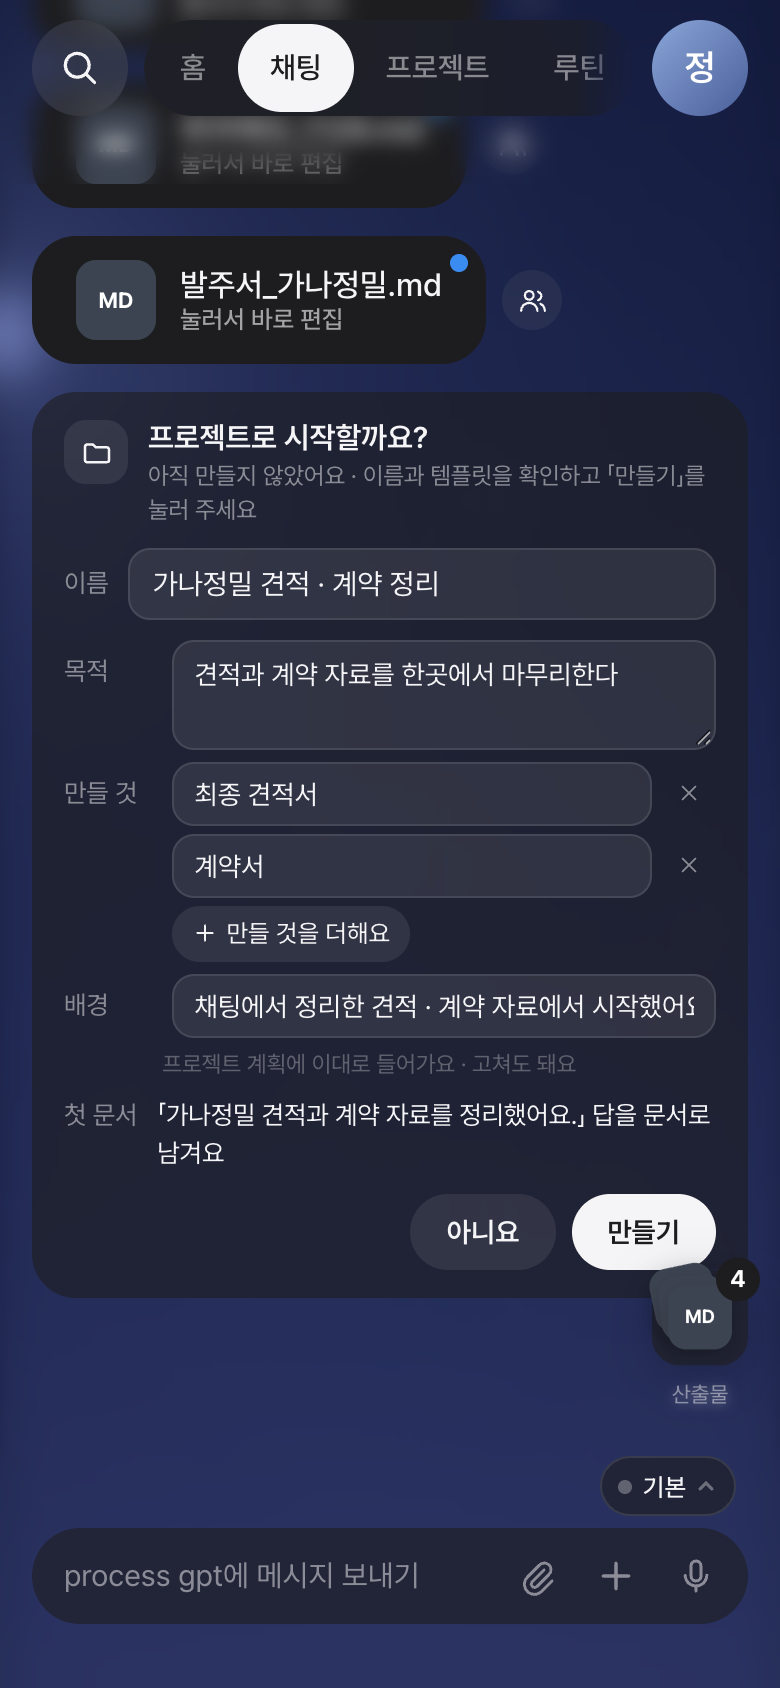 홈
채팅
프로젝트
루틴
정
눌러서 바로 편집
MD
발주서_가나정밀.md
눌러서 바로 편집
프로젝트로 시작할까요?
아직 만들지 않았어요 · 이름과 템플릿을 확인하고 「만들기」를
눌러 주세요
이름
가나정밀 견적 · 계약 정리
목적
견적과 계약 자료를 한곳에서 마무리한다
만들 것
최종 견적서
계약서
만들 것을 더해요
배경
채팅에서 정리한 견적 · 계약 자료에서 시작했어
프로젝트 계획에 이대로 들어가요 · 고쳐도 돼요
첫 문서
「가나정밀 견적과 계약 자료를 정리했어요.」 답을 문서로
남겨요
아니요
만들기
4
MD
산출물
기본
process gpt에 메시지 보내기